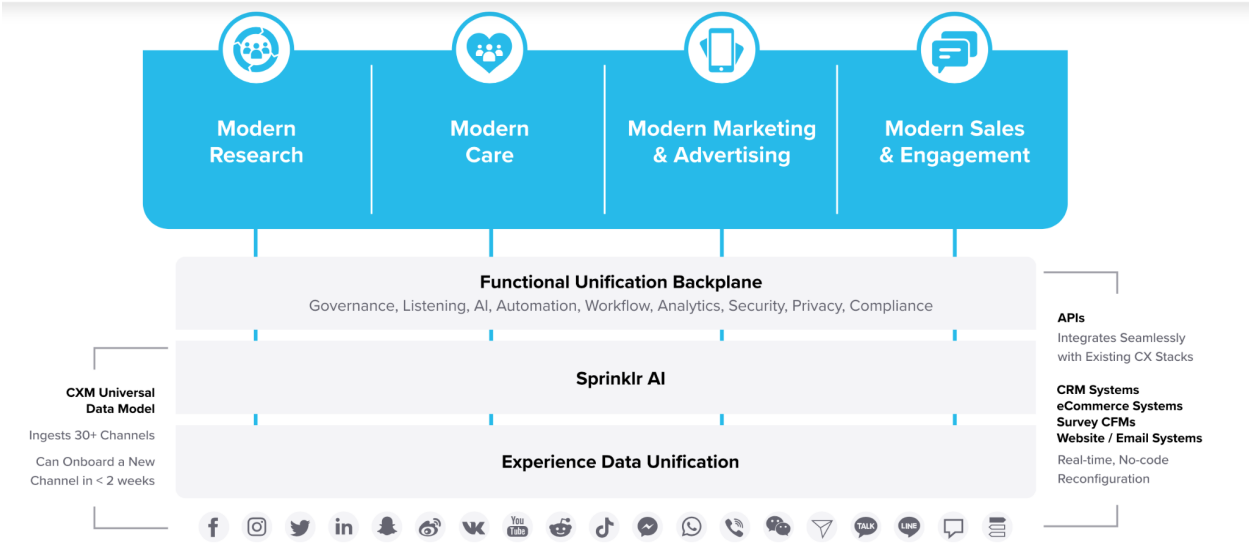 Modern
Research
Modern
Care
Modern Marketing
& Advertising
Modern Sales
& Engagement
Functional Unification Backplane
Governance, Listening, AI, Automation, Workflow, Analytics, Security, Privacy, Compliance
Sprinklr AI
Experience Data Unification
CXM Universal
Data Model
Ingests 30+ Channels
Can Onboard a New
Channel in < 2 weeks
APIs
Integrates Seamlessly
with Existing CX Stacks
CRM Systems
eCommerce Systems
Survey CFMs
Website / Email Systems
Real-time, No-code
Reconfiguration
You
Tube
TALK
LINE